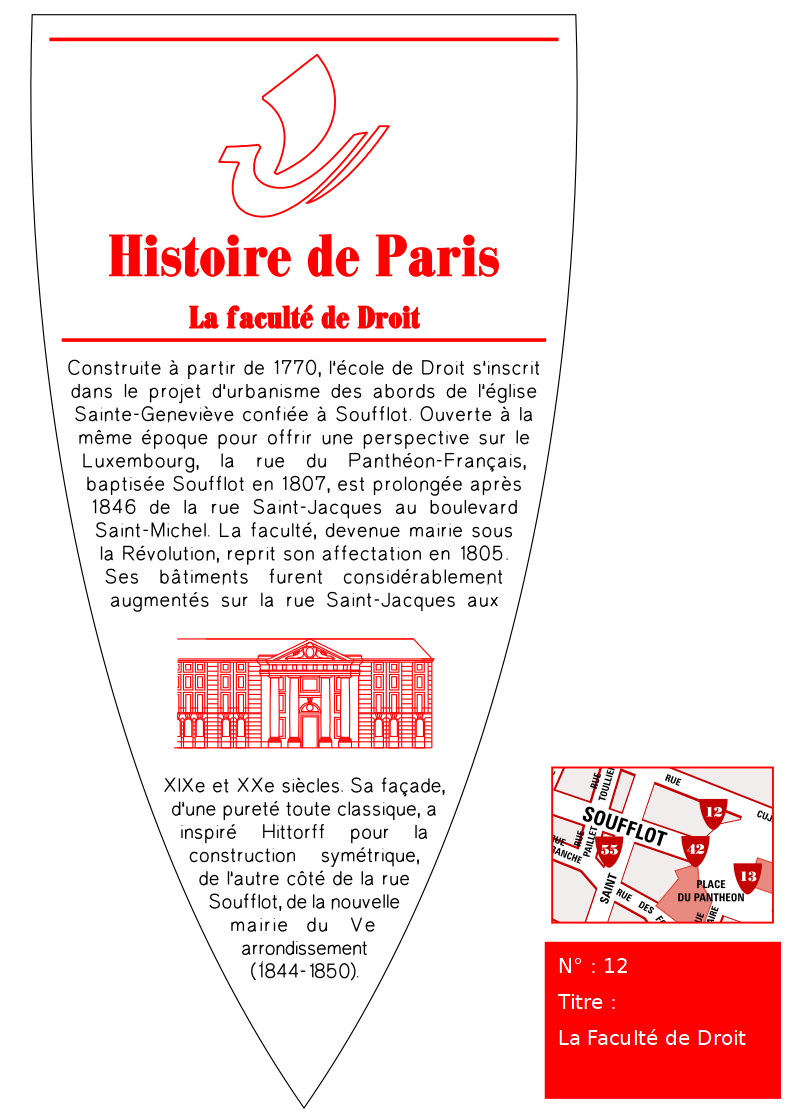 Histoire de Paris
La faculté de Droit
Construite à partir de 1770, l'école de Droit s'inscrit
dans le projet d'urbanisme des abords de l'église
Sainte-Geneviève confiée à Soufflot. Ouverte à la
même époque pour offrir une perspective sur le
Luxembourg, la rue du Panthéon-Français,
baptisée Soufflot en 1807, est prolongée après
1846 de la rue Saint-Jacques au boulevard
Saint-Michel. La faculté, devenue mairie sous
la Révolution, reprit son affectation en 1805.
Ses bâtiments furent considérablement
augmentés sur la rue Saint-Jacques aux
XIXe et XXe siècles. Sa façade,
d'une pureté toute classique, a
inspiré Hittorff pour la
construction symétrique,
de l'autre côté de la rue
Soufflot, de la nouvelle
mairie du Ve
arrondissement
(1844-1850).
RUE
TOULLIE
RUE
CUJ
SOUFFLOT
12
RUE
PAILLET
UE
RANCHE
55
42
13
SAINT
PLACE
DU PANTHEON
RUE DES F
UE
AIRE
N° : 12
Titre :
La Faculté de Droit